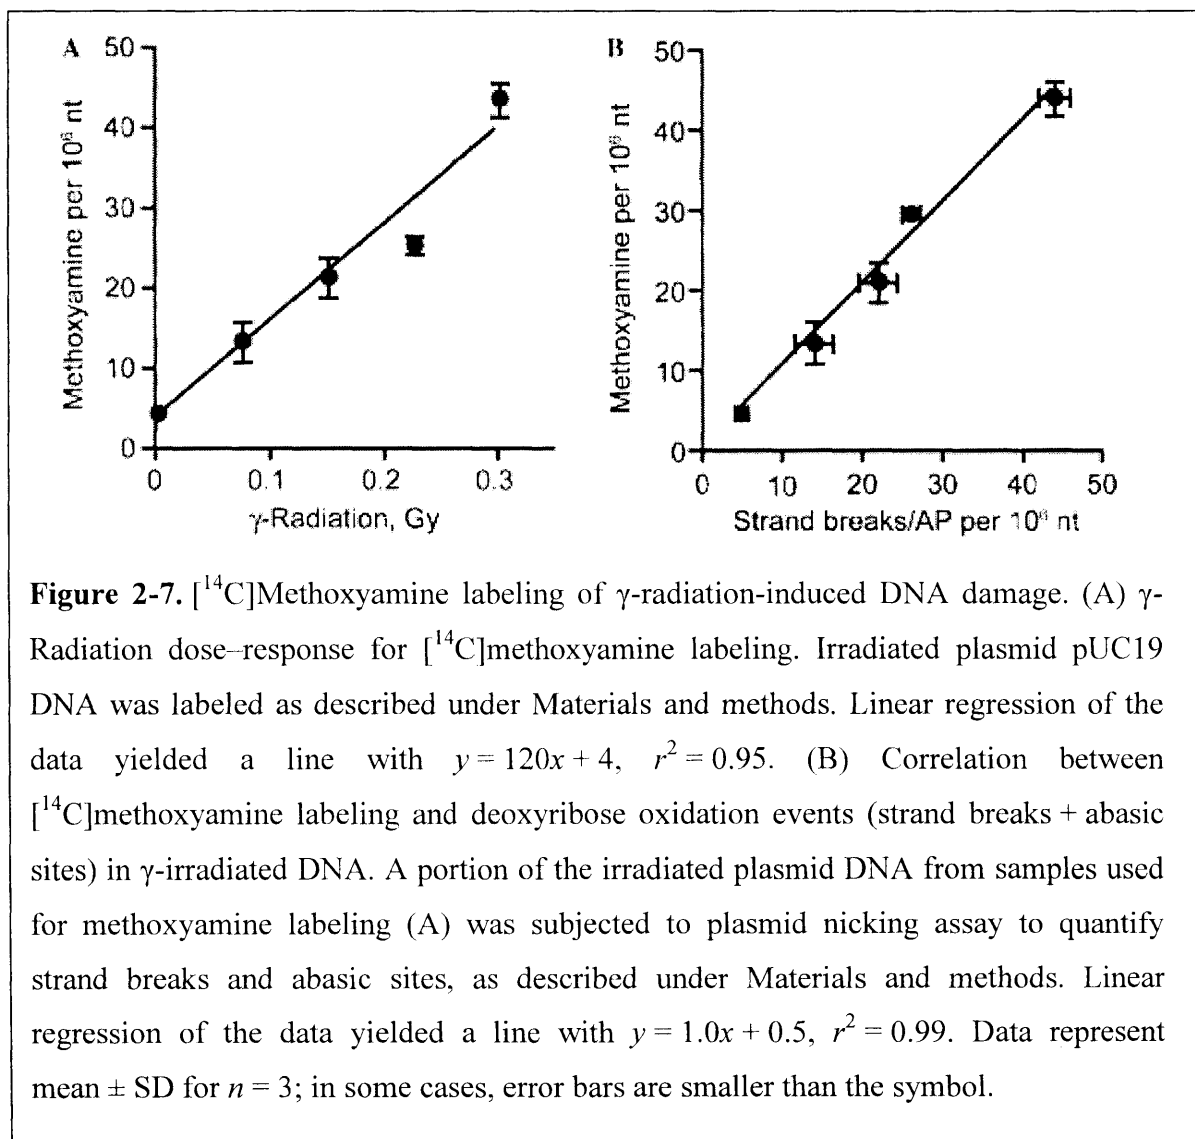 A
50
40
30
20
10
0
Methoxyamine per 10⁶ nt
0 0.1 0.2 0.3
γ-Radiation, Gy
B
50
40
30
20
10
0
Methoxyamine per 10⁶ nt
0 10 20 30 40 50
Strand breaks/AP per 10⁶ nt
Figure 2-7. [¹⁴C]Methoxyamine labeling of γ-radiation-induced DNA damage. (A) γ-
Radiation dose–response for [¹⁴C]methoxyamine labeling. Irradiated plasmid pUC19
DNA was labeled as described under Materials and methods. Linear regression of the
data yielded a line with y = 120x + 4, r² = 0.95. (B) Correlation between
[¹⁴C]methoxyamine labeling and deoxyribose oxidation events (strand breaks + abasic
sites) in γ-irradiated DNA. A portion of the irradiated plasmid DNA from samples used
for methoxyamine labeling (A) was subjected to plasmid nicking assay to quantify
strand breaks and abasic sites, as described under Materials and methods. Linear
regression of the data yielded a line with y = 1.0x + 0.5, r² = 0.99. Data represent
mean ± SD for n = 3; in some cases, error bars are smaller than the symbol.